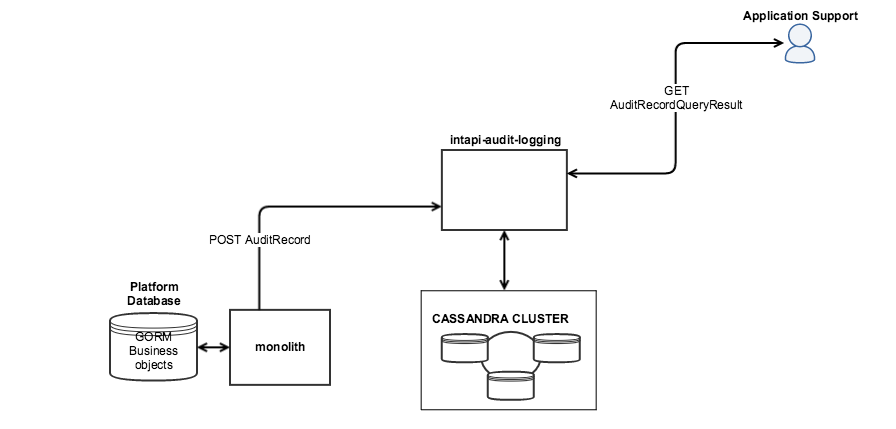 Application Support
GET
AuditRecordQueryResult
intapi-audit-logging
POST AuditRecord
Platform
Database
GORM
Business
objects
monolith
CASSANDRA CLUSTER